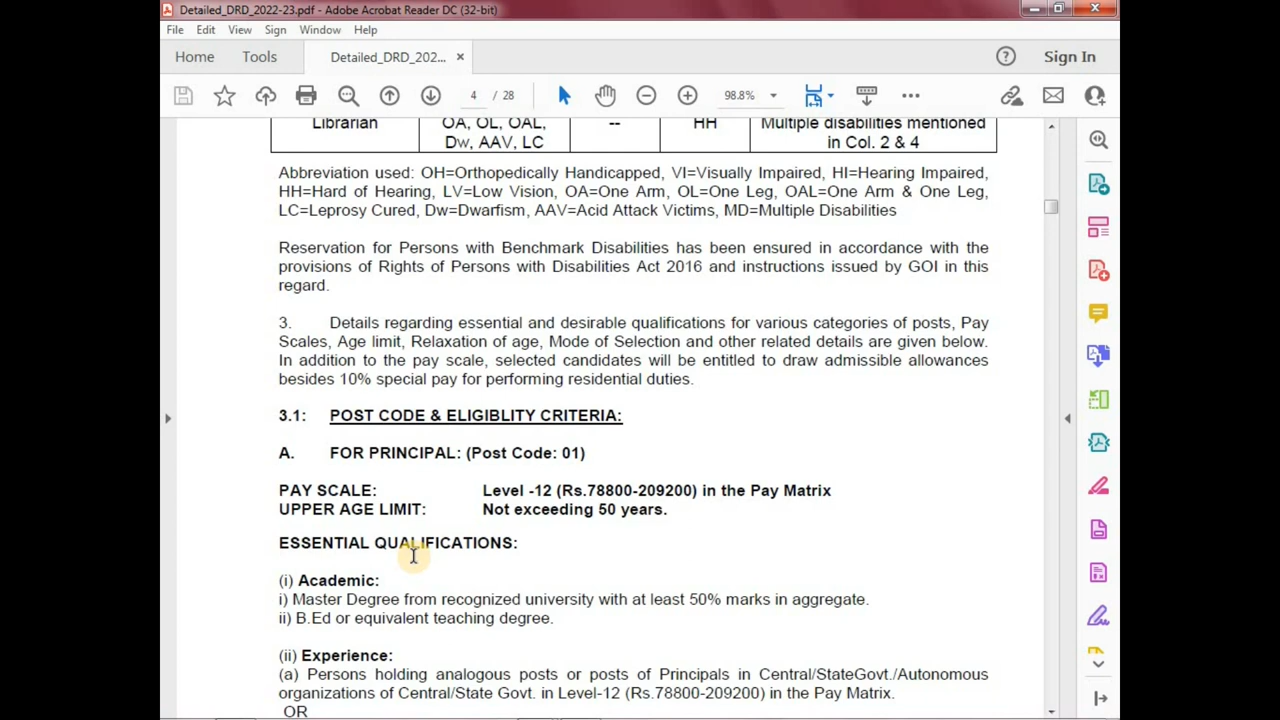 Detailed_DRD_2022-23.pdf - Adobe Acrobat Reader DC (32-bit)
File Edit View Sign Window Help
Home Tools Detailed_DRD_202... × Sign In
4 / 28 98.8%
Librarian OA, OL, OAL, -- HH Multiple disabilities mentioned
Dw, AAV, LC in Col. 2 & 4
Abbreviation used: OH=Orthopedically Handicapped, VI=Visually Impaired, HI=Hearing Impaired,
HH=Hard of Hearing, LV=Low Vision, OA=One Arm, OL=One Leg, OAL=One Arm & One Leg,
LC=Leprosy Cured, Dw=Dwarfism, AAV=Acid Attack Victims, MD=Multiple Disabilities
Reservation for Persons with Benchmark Disabilities has been ensured in accordance with the
provisions of Rights of Persons with Disabilities Act 2016 and instructions issued by GOI in this
regard.
3. Details regarding essential and desirable qualifications for various categories of posts, Pay
Scales, Age limit, Relaxation of age, Mode of Selection and other related details are given below.
In addition to the pay scale, selected candidates will be entitled to draw admissible allowances
besides 10% special pay for performing residential duties.
3.1: POST CODE & ELIGIBLITY CRITERIA:
A. FOR PRINCIPAL: (Post Code: 01)
PAY SCALE: Level -12 (Rs.78800-209200) in the Pay Matrix
UPPER AGE LIMIT: Not exceeding 50 years.
ESSENTIAL QUALIFICATIONS:
(i) Academic:
i) Master Degree from recognized university with at least 50% marks in aggregate.
ii) B.Ed or equivalent teaching degree.
(ii) Experience:
(a) Persons holding analogous posts or posts of Principals in Central/StateGovt./Autonomous
organizations of Central/State Govt. in Level-12 (Rs.78800-209200) in the Pay Matrix.
OR